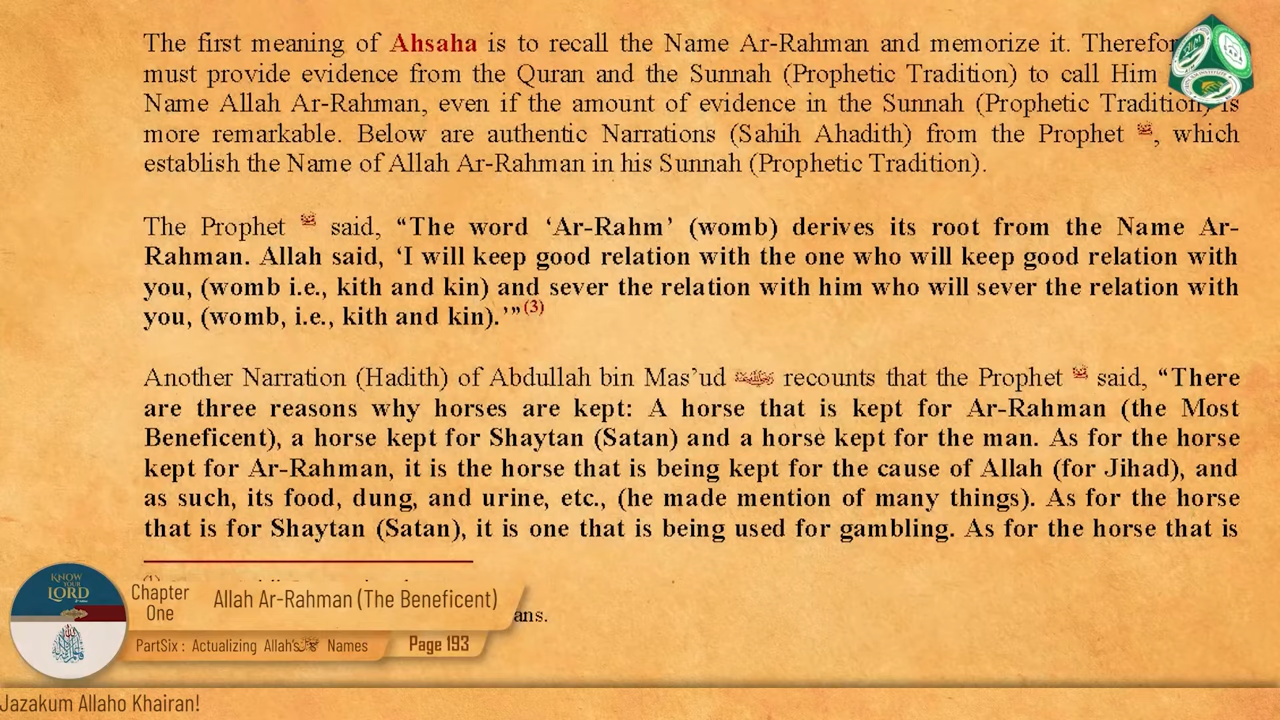 The first meaning of Ahsaha is to recall the Name Ar-Rahman and memorize it. Therefor
must provide evidence from the Quran and the Sunnah (Prophetic Tradition) to call Him
Name Allah Ar-Rahman, even if the amount of evidence in the Sunnah (Prophetic Tradition) is
more remarkable. Below are authentic Narrations (Sahih Ahadith) from the Prophet ﷺ, which
establish the Name of Allah Ar-Rahman in his Sunnah (Prophetic Tradition).
The Prophet ﷺ said, “The word ‘Ar-Rahm’ (womb) derives its root from the Name Ar-
Rahman. Allah said, ‘I will keep good relation with the one who will keep good relation with
you, (womb i.e., kith and kin) and sever the relation with him who will sever the relation with
you, (womb, i.e., kith and kin).’”(3)
Another Narration (Hadith) of Abdullah bin Mas’ud recounts that the Prophet ﷺ said, “There
are three reasons why horses are kept: A horse that is kept for Ar-Rahman (the Most
Beneficent), a horse kept for Shaytan (Satan) and a horse kept for the man. As for the horse
kept for Ar-Rahman, it is the horse that is being kept for the cause of Allah (for Jihad), and
as such, its food, dung, and urine, etc., (he made mention of many things). As for the horse
that is for Shaytan (Satan), it is one that is being used for gambling. As for the horse that is
ans.
KNOW
YOUR
LORD
Chapter
One
Allah Ar-Rahman (The Beneficent)
PartSix : Actualizing Allah's Names
Page 193
Jazakum Allaho Khairan!